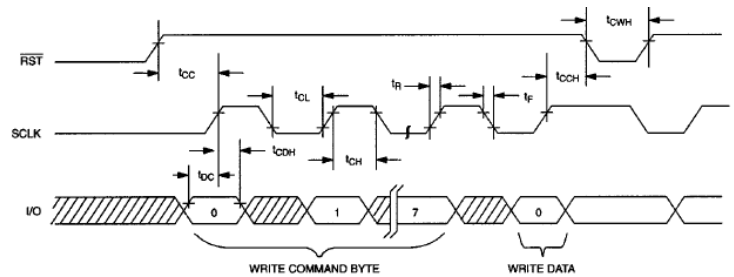 tCWH
RST
tCC
tCL
tR
tF
tCCH
SCLK
tCDH
tCH
tDC
I/O
0
1
7
0
WRITE COMMAND BYTE
WRITE DATA